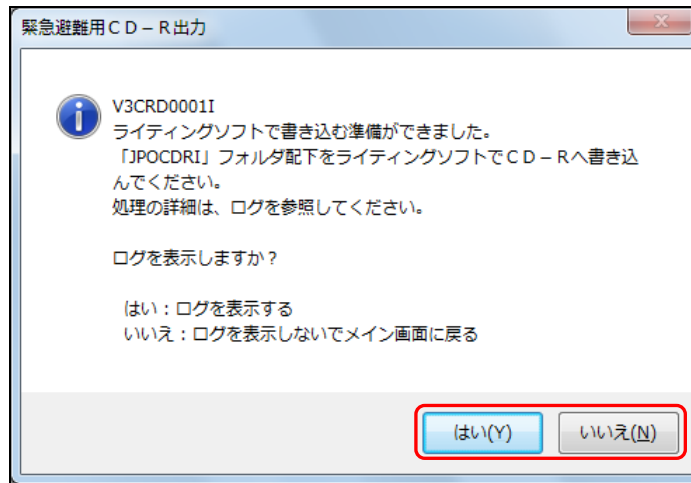 緊急避難用ＣＤ－Ｒ出力
V3CRD0001I
ライティングソフトで書き込む準備ができました。
「JPOCDRI」フォルダ配下をライティングソフトでＣＤ－Ｒへ書き込
んでください。
処理の詳細は、ログを参照してください。
ログを表示しますか？
はい：ログを表示する
いいえ：ログを表示しないでメイン画面に戻る
はい(Y) いいえ(N)